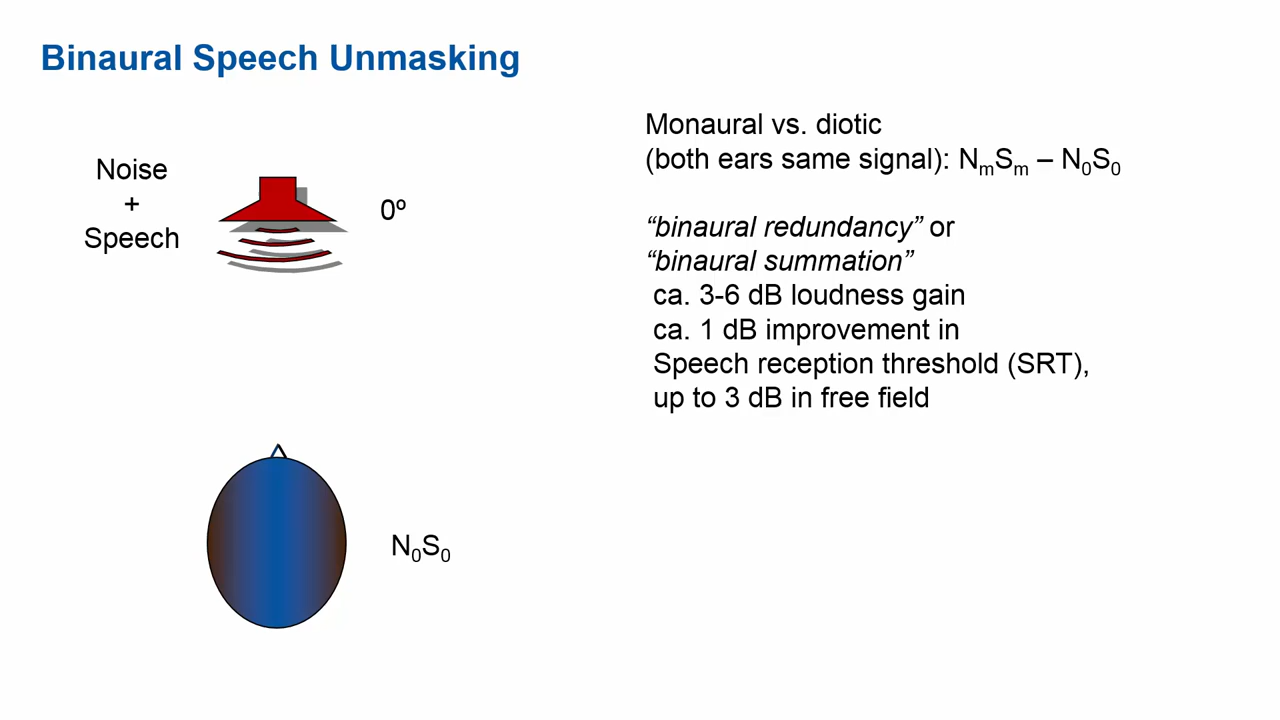 Binaural Speech Unmasking
Noise
+
Speech
0º
N₀S₀
Monaural vs. diotic
(both ears same signal): NₘSₘ – N₀S₀
“binaural redundancy” or
“binaural summation”
ca. 3-6 dB loudness gain
ca. 1 dB improvement in
Speech reception threshold (SRT),
up to 3 dB in free field